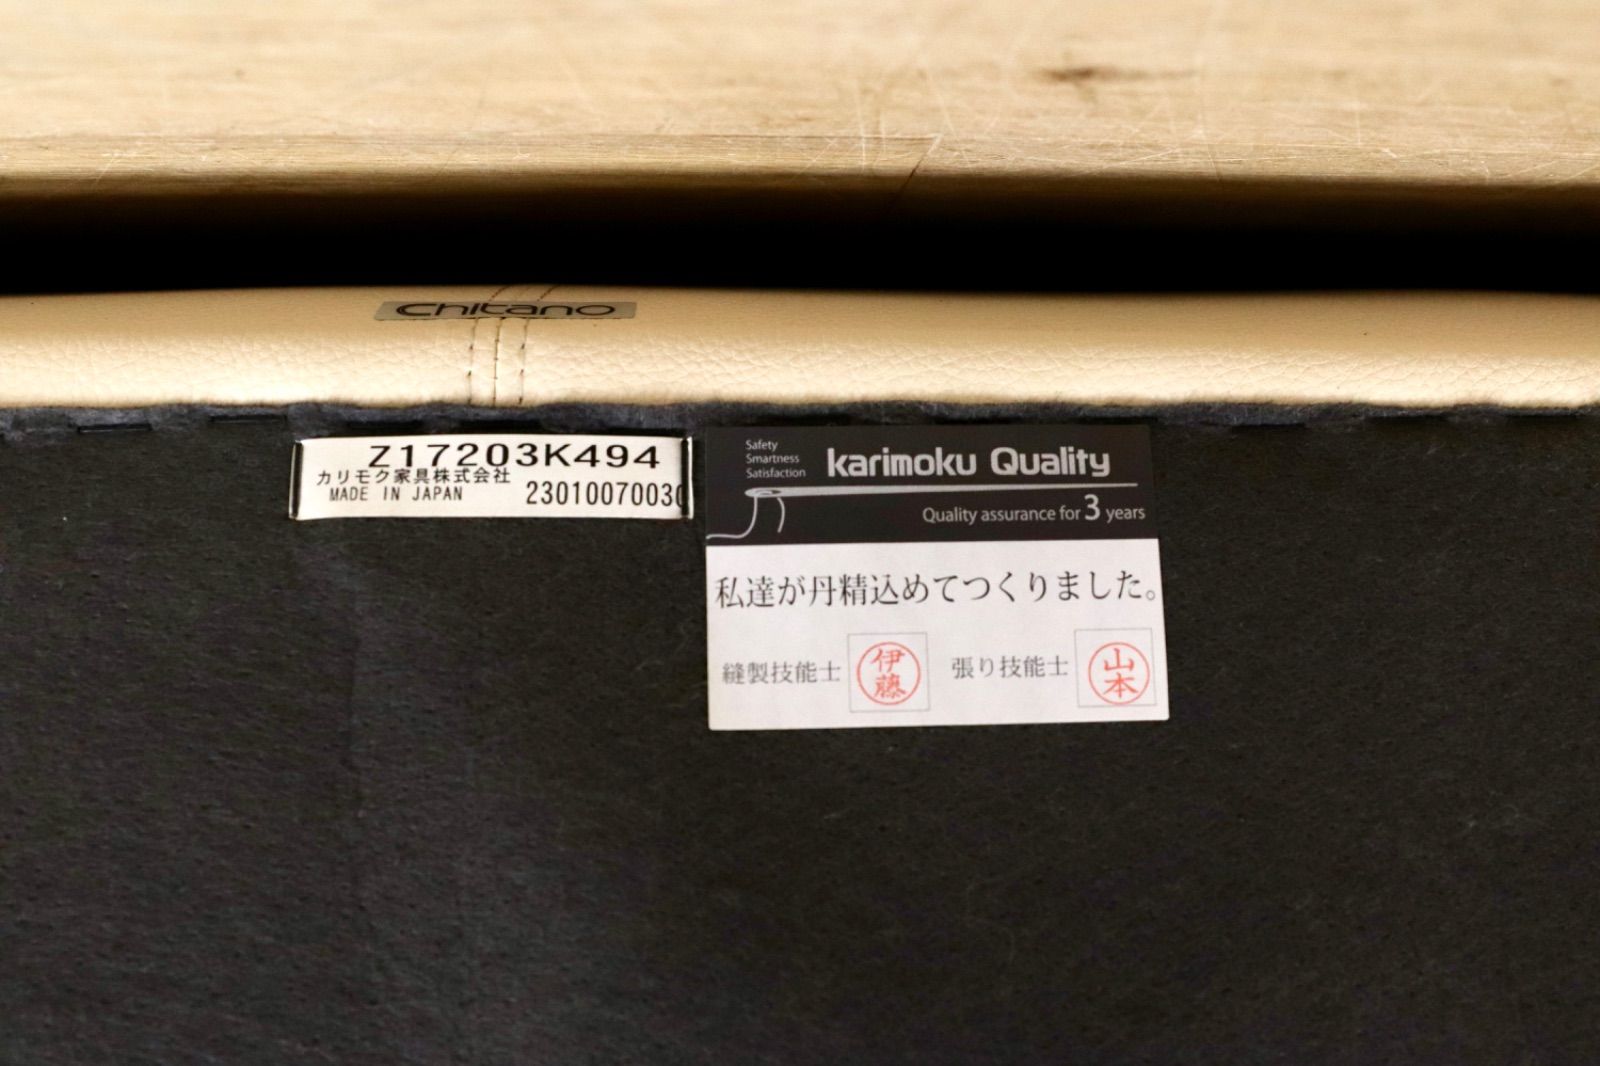 Chitano
Z17203K494
カリモク家具株式会社
MADE IN JAPAN 23010070030
Safety
Smartness
Satisfaction
karimoku Quality
Quality assurance for 3 years
私達が丹精込めてつくりました。
縫製技能士 伊藤 張り技能士 山本